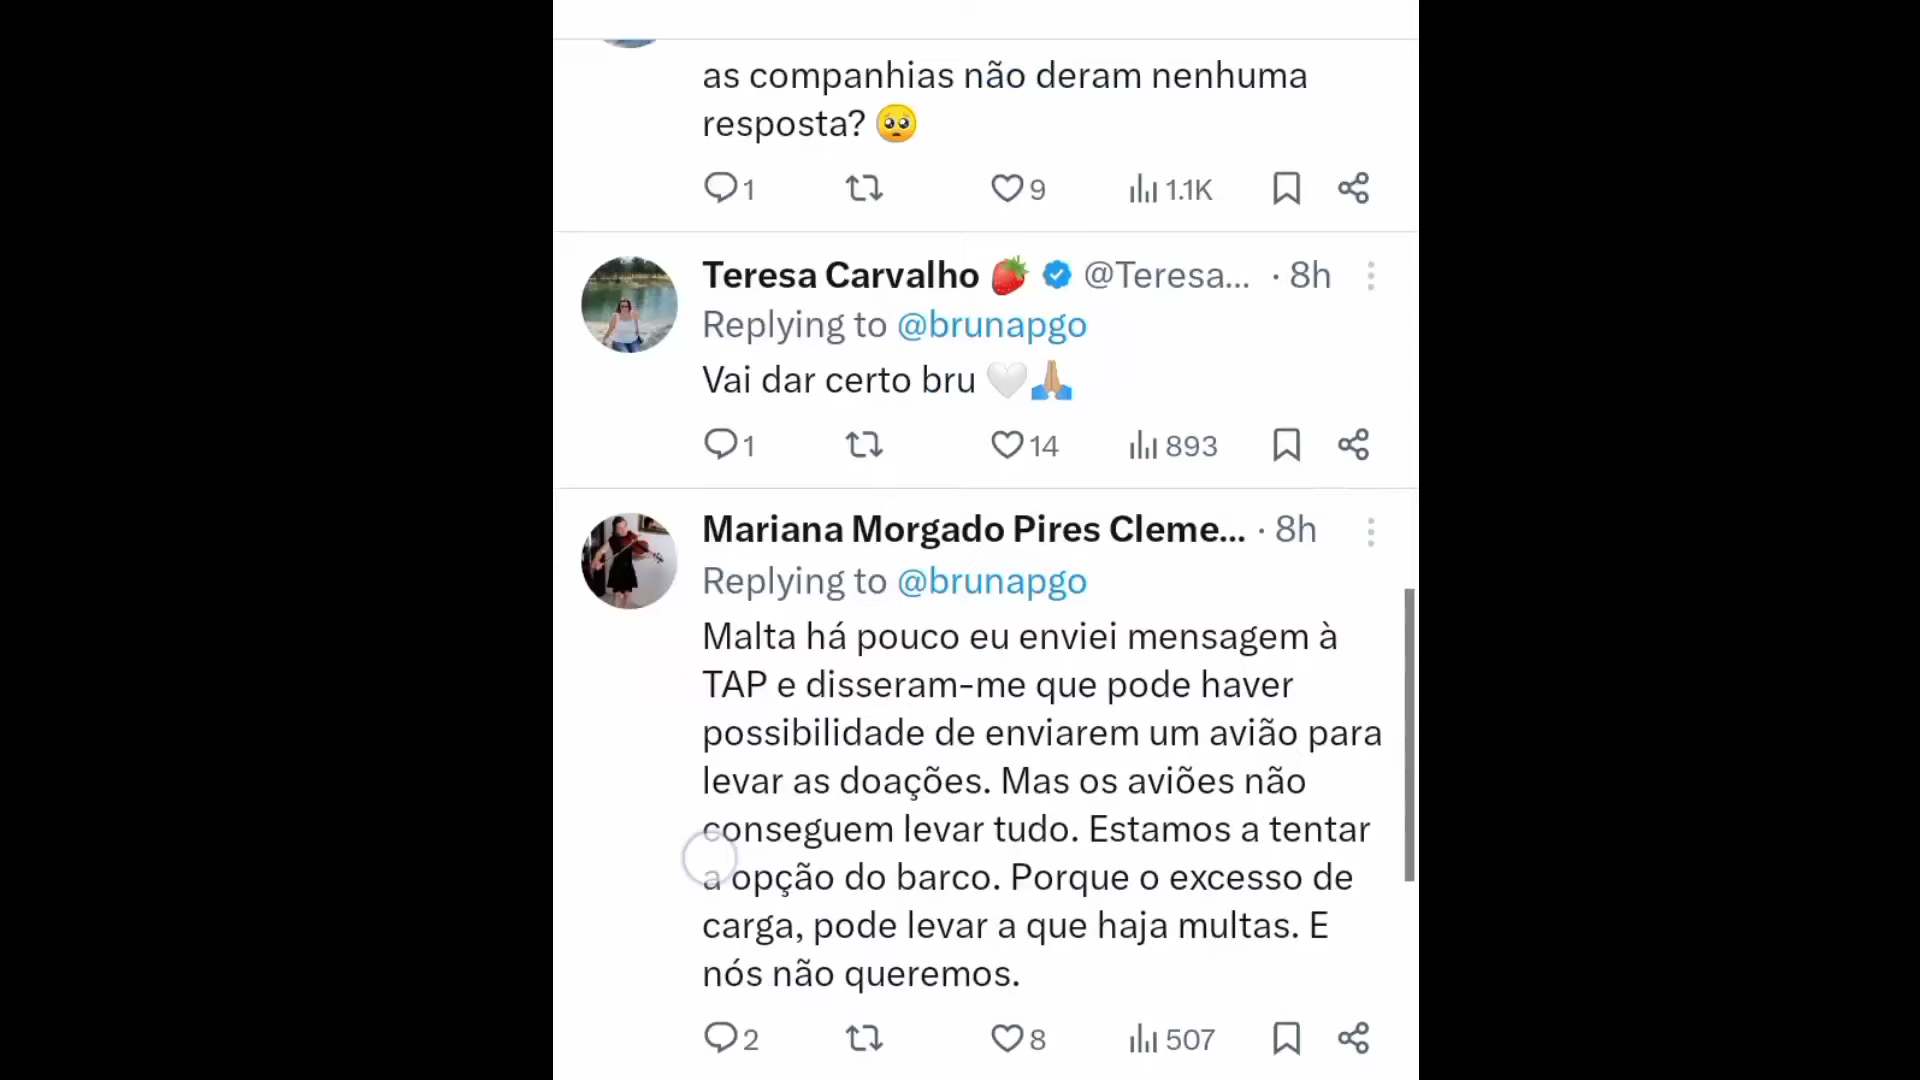 as companhias não deram nenhuma
resposta? 🥺
1 9 1.1K
Teresa Carvalho 🍓 @Teresa... · 8h
Replying to @brunapgo
Vai dar certo bru 🤍🙏🏼
1 14 893
Mariana Morgado Pires Cleme... · 8h
Replying to @brunapgo
Malta há pouco eu enviei mensagem à
TAP e disseram-me que pode haver
possibilidade de enviarem um avião para
levar as doações. Mas os aviões não
conseguem levar tudo. Estamos a tentar
a opção do barco. Porque o excesso de
carga, pode levar a que haja multas. E
nós não queremos.
2 8 507